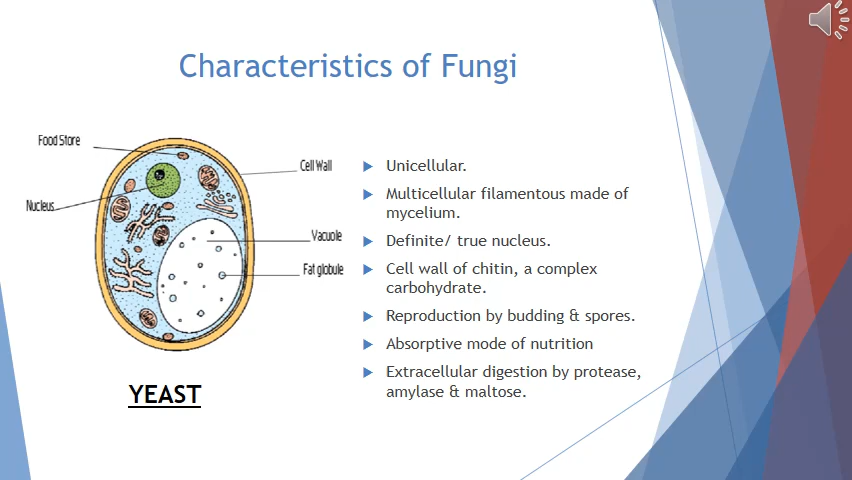 Characteristics of Fungi
Food Store
Cell Wall
Nucleus
Vacuole
Fat globule
YEAST
Unicellular.
Multicellular filamentous made of
mycelium.
Definite/ true nucleus.
Cell wall of chitin, a complex
carbohydrate.
Reproduction by budding & spores.
Absorptive mode of nutrition
Extracellular digestion by protease,
amylase & maltose.